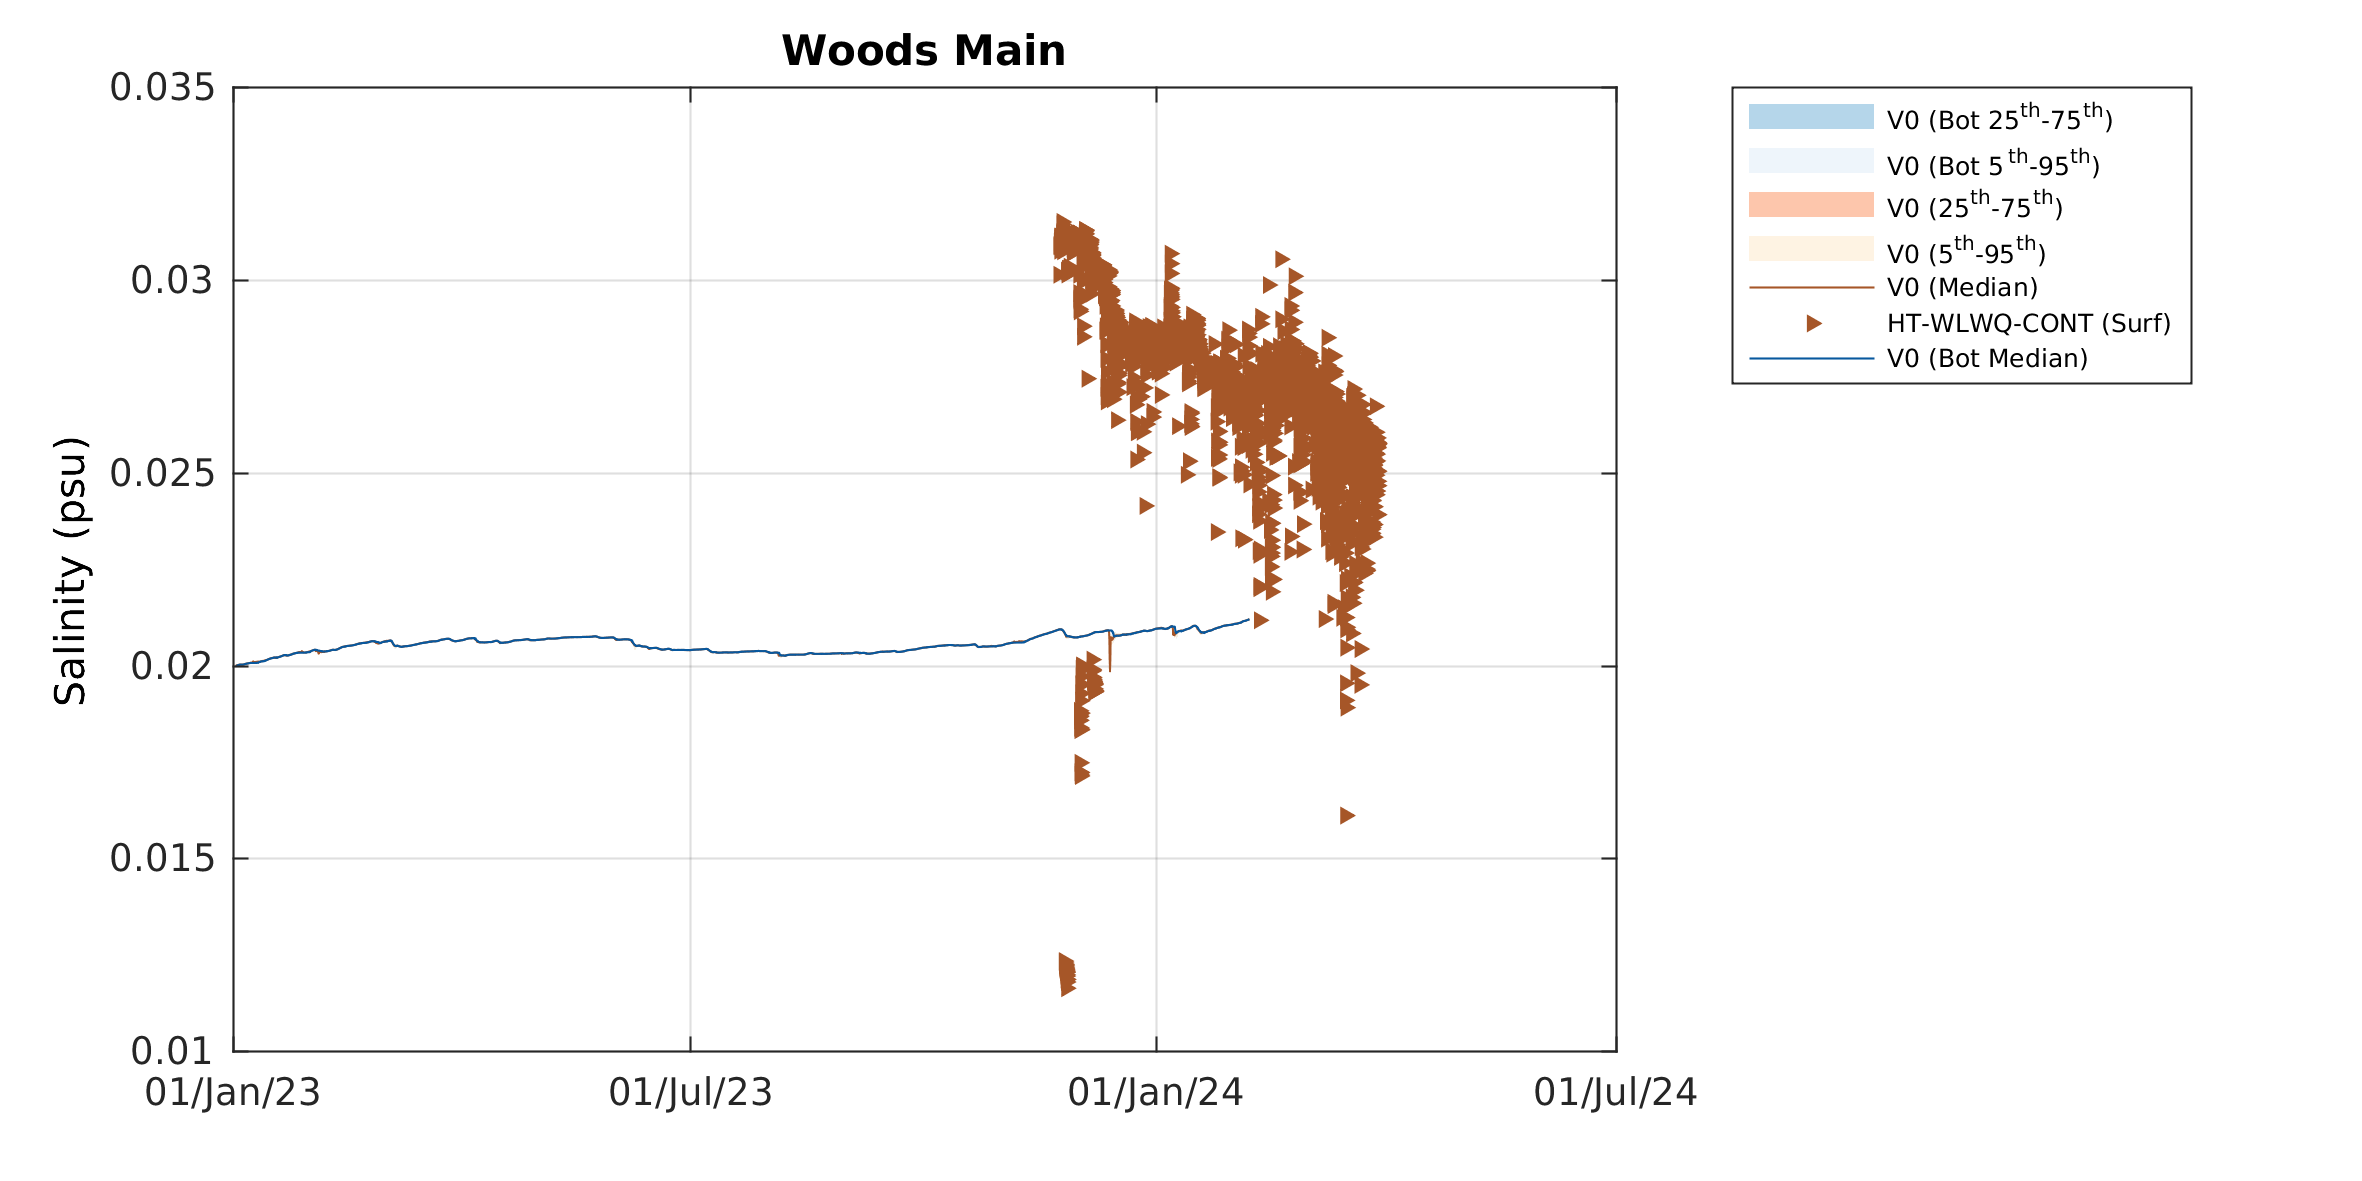 Woods Main
0.035
0.03
0.025
0.02
0.015
0.01
Salinity (psu)
01/Jan/23
01/Jul/23
01/Jan/24
01/Jul/24
V0 (Bot 25th-75th)
V0 (Bot 5th-95th)
V0 (25th-75th)
V0 (5th-95th)
V0 (Median)
HT-WLWQ-CONT (Surf)
V0 (Bot Median)